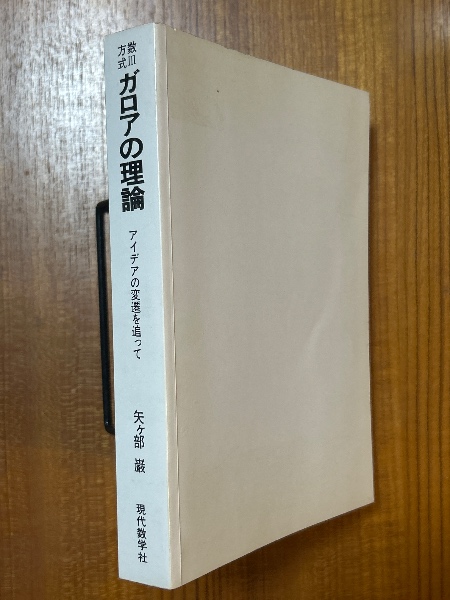 数III
方式
ガロアの理論
アイデアの変遷を追って
矢ヶ部 巌
現代数学社